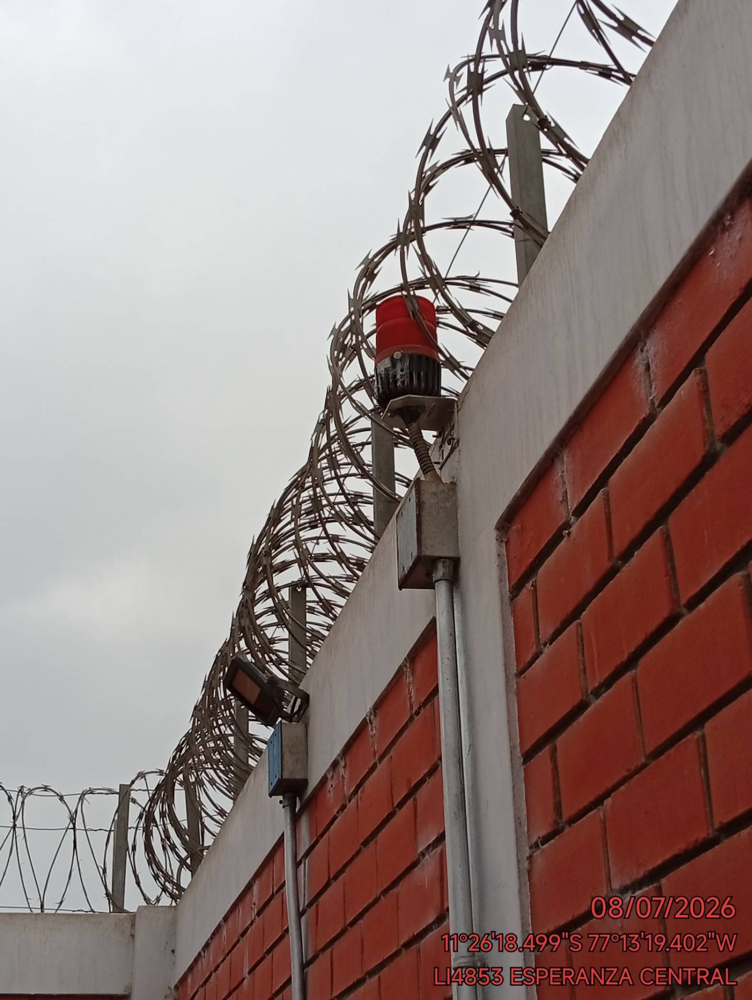 08/07/2026
11°26'18.499"S 77°13'19.402"W
LI4853 ESPERANZA CENTRAL